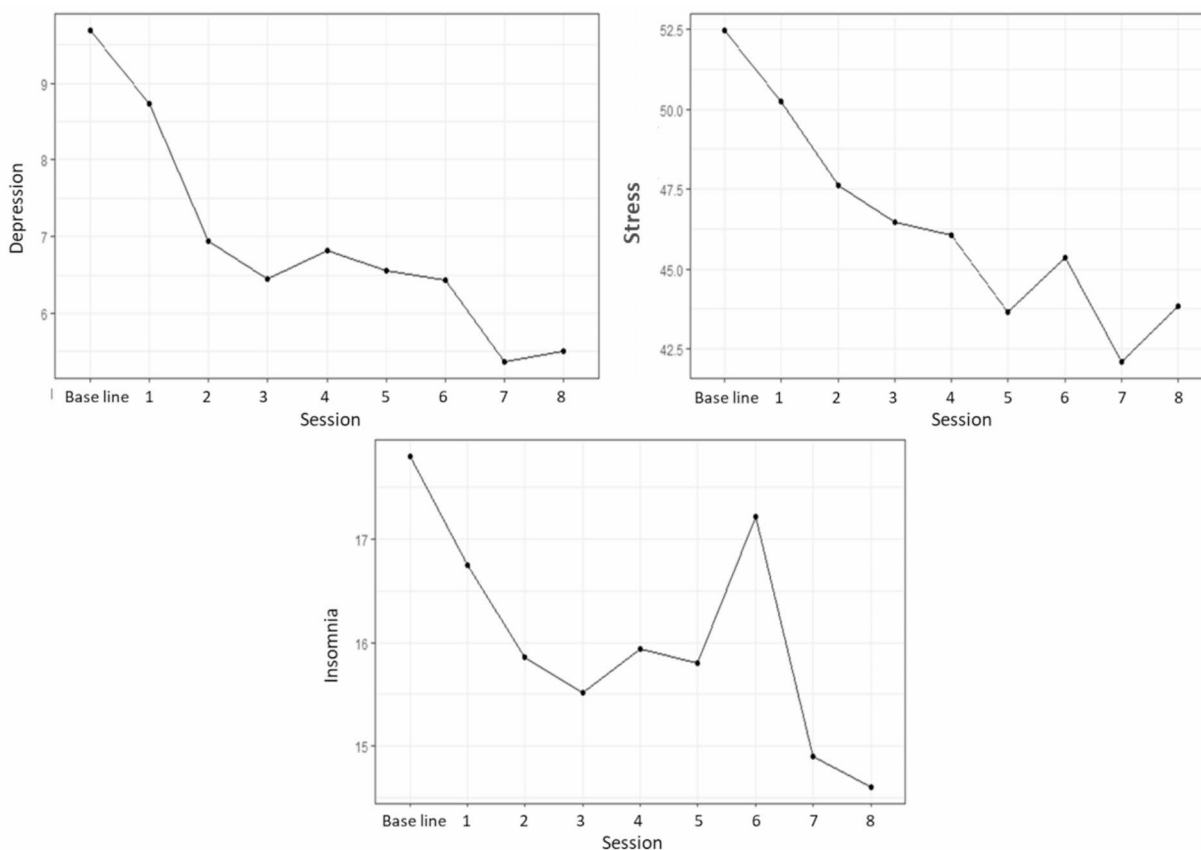 Depression
9
8
7
6
Base line 1 2 3 4 5 6 7 8
Session
Stress
52.5
50.0
47.5
45.0
42.5
Base line 1 2 3 4 5 6 7 8
Session
Insomnia
17
16
15
Base line 1 2 3 4 5 6 7 8
Session